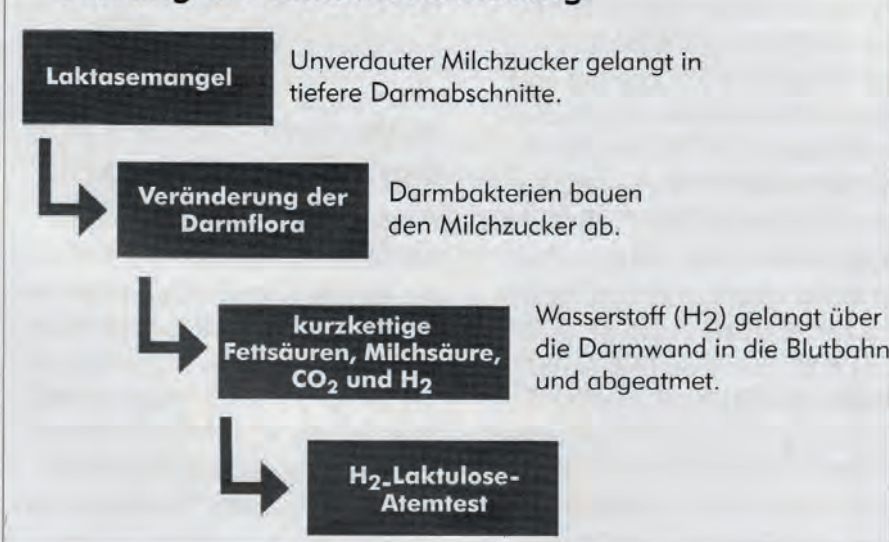 Laktasemangel
Unverdauter Milchzucker gelangt in
tiefere Darmabschnitte.
Veränderung der
Darmflora
Darmbakterien bauen
den Milchzucker ab.
kurzkettige
Fettsäuren, Milchsäure,
CO₂ und H₂
Wasserstoff (H₂) gelangt über
die Darmwand in die Blutbahn
und abgeatmet.
H₂-Laktulose-
Atemtest